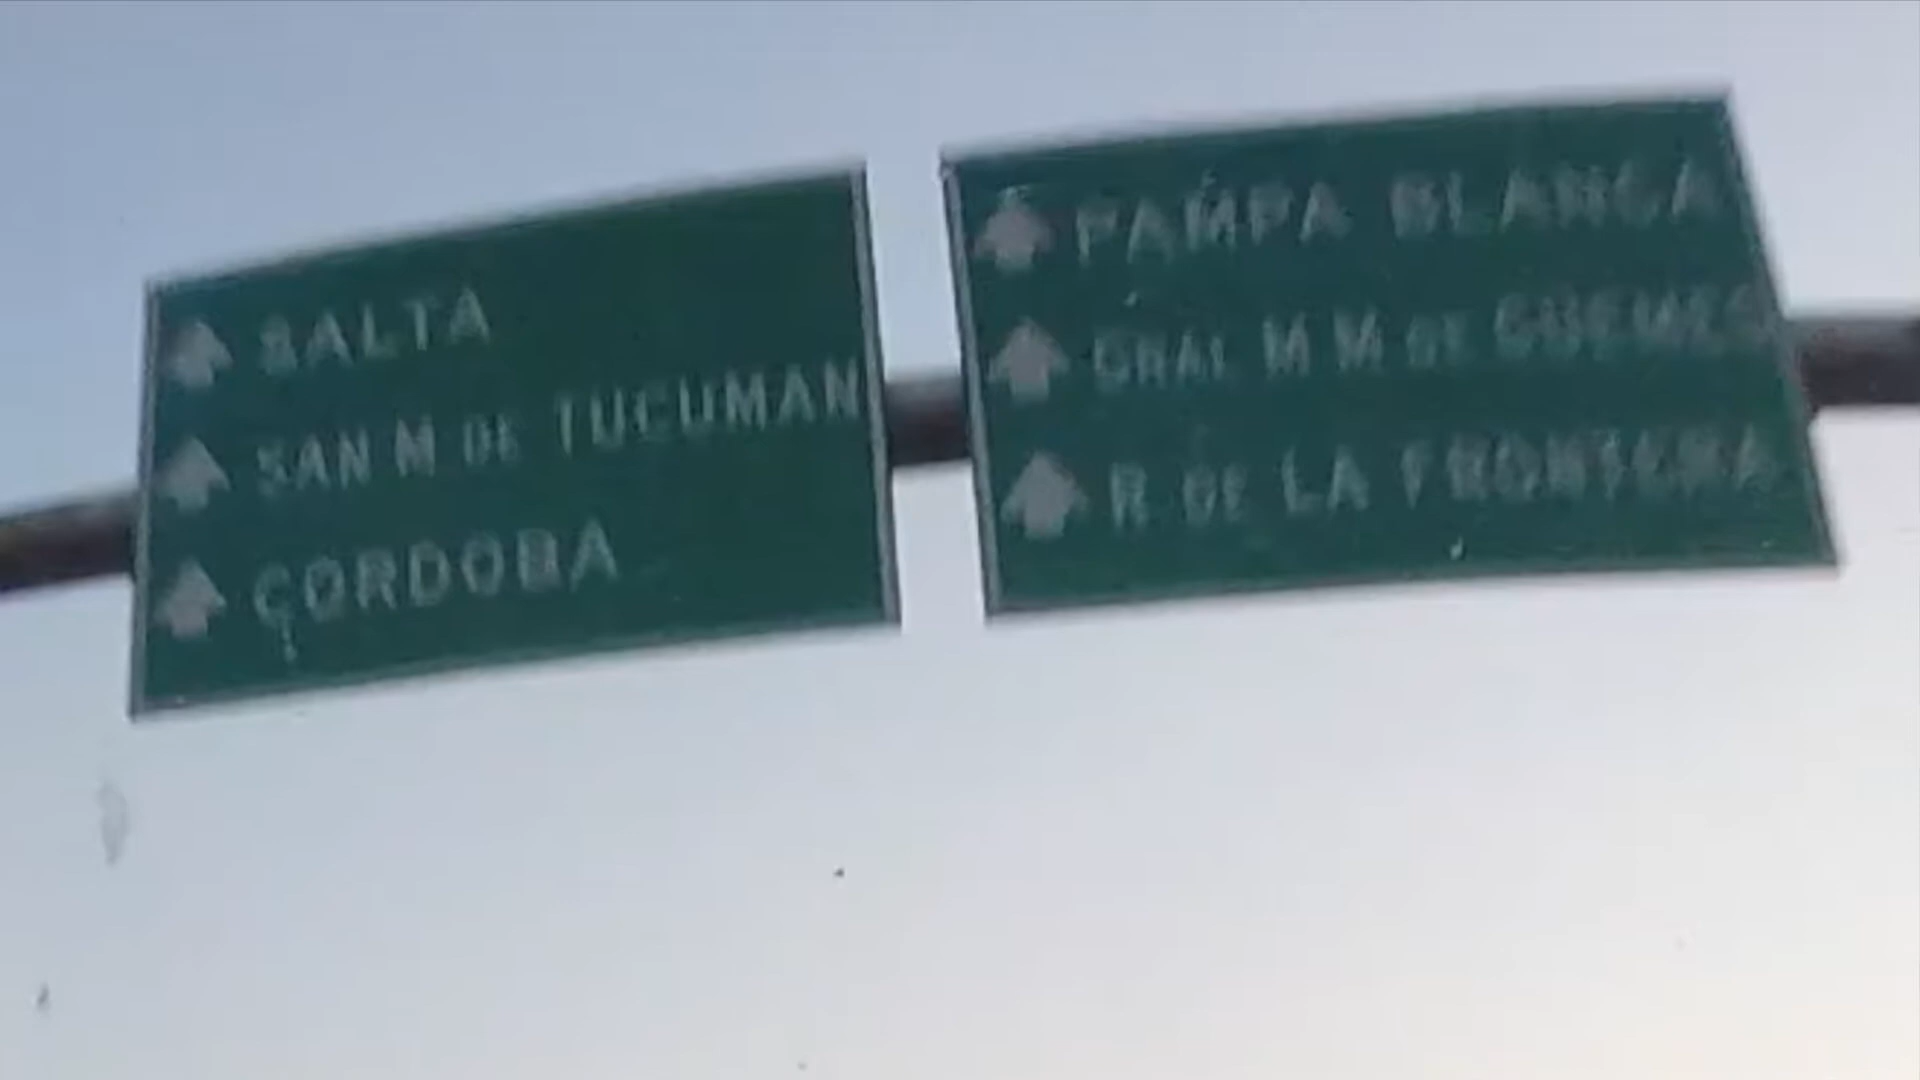 SALTA
SAN M DE TUCUMAN
CORDOBA
PAMPA BLANCA
GRAL M M DE GUEMES
R DE LA FRONTERA